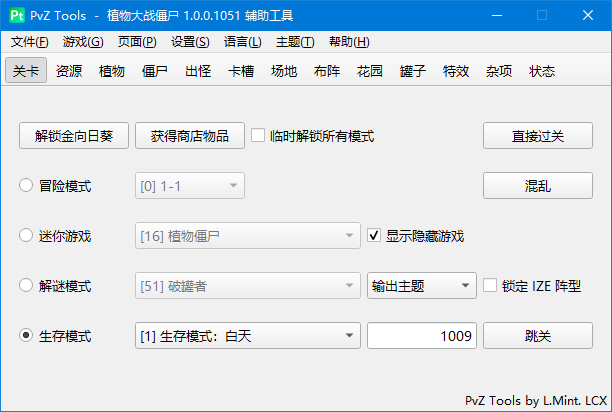 PvZ Tools - 植物大战僵尸 1.0.0.1051 辅助工具
文件(F) 游戏(G) 页面(P) 设置(S) 语言(L) 主题(T) 帮助(H)
关卡 资源 植物 僵尸 出怪 卡槽 场地 布阵 花园 罐子 特效 杂项 状态
解锁金向日葵 获得商店物品 临时解锁所有模式 直接过关
冒险模式 [0] 1-1 混乱
迷你游戏 [16] 植物僵尸 显示隐藏游戏
解谜模式 [51] 破罐者 输出主题 锁定 IZE 阵型
生存模式 [1] 生存模式：白天 1009 跳关
PvZ Tools by L.Mint. LCX